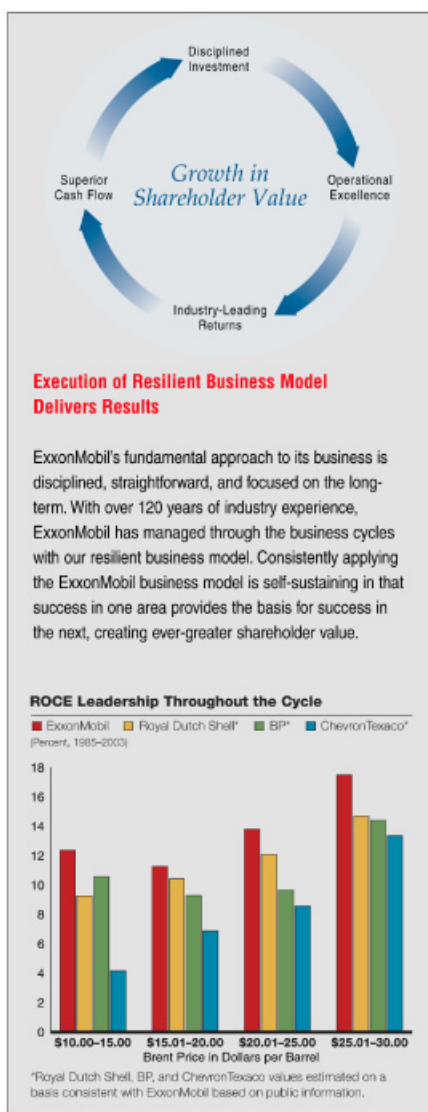 Disciplined
Investment
Superior
Cash Flow
Growth in
Shareholder Value
Operational
Excellence
Industry-Leading
Returns
Execution of Resilient Business Model
Delivers Results
ExxonMobil's fundamental approach to its business is
disciplined, straightforward, and focused on the long-
term. With over 120 years of industry experience,
ExxonMobil has managed through the business cycles
with our resilient business model. Consistently applying
the ExxonMobil business model is self-sustaining in that
success in one area provides the basis for success in
the next, creating ever-greater shareholder value.
ROCE Leadership Throughout the Cycle
ExxonMobil Royal Dutch Shell* BP* ChevronTexaco*
(Percent, 1985–2003)
18
16
14
12
10
8
6
4
2
0
$10.00–15.00 $15.01–20.00 $20.01–25.00 $25.01–30.00
Brent Price in Dollars per Barrel
*Royal Dutch Shell, BP, and ChevronTexaco values estimated on a
basis consistent with ExxonMobil based on public information.